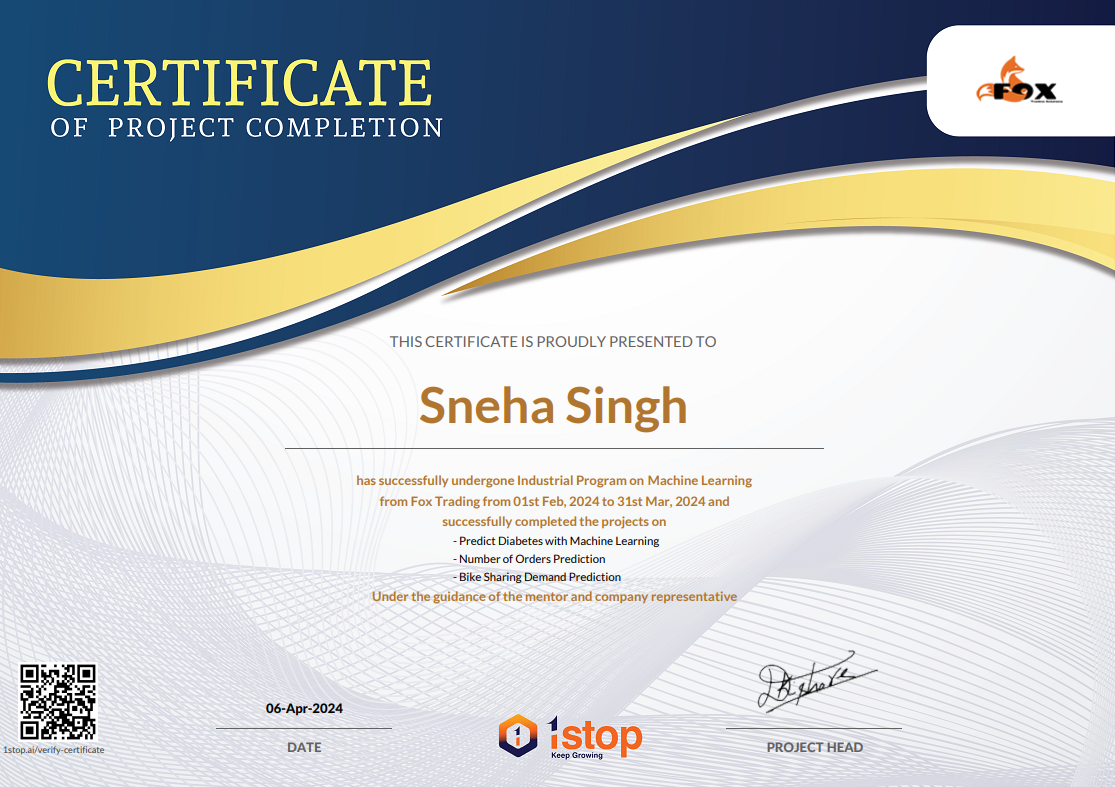 CERTIFICATE
OF PROJECT COMPLETION
FOX
THIS CERTIFICATE IS PROUDLY PRESENTED TO
Sneha Singh
has successfully undergone Industrial Program on Machine Learning
from Fox Trading from 01st Feb, 2024 to 31st Mar, 2024 and
successfully completed the projects on
- Predict Diabetes with Machine Learning
- Number of Orders Prediction
- Bike Sharing Demand Prediction
Under the guidance of the mentor and company representative
1stop.ai/verify-certificate
06-Apr-2024
DATE
1stop
Keep Growing
PROJECT HEAD